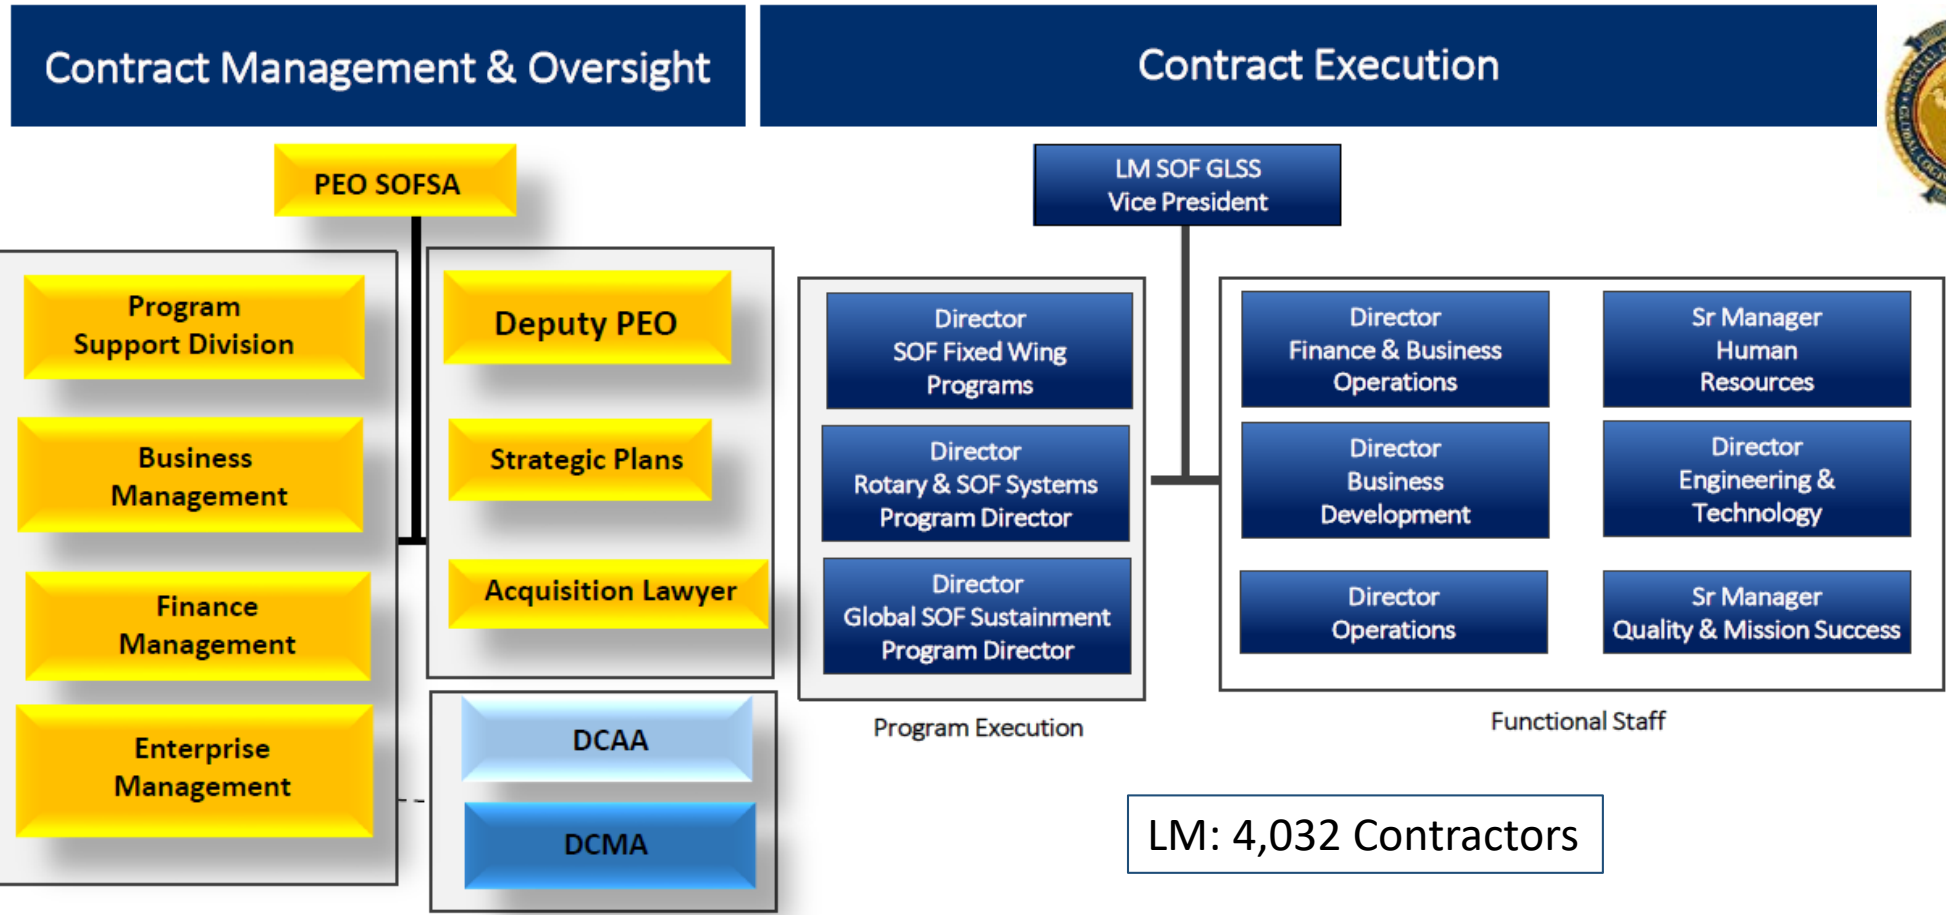 Contract Management & Oversight
Contract Execution
PEO SOFSA
Program
Support Division
Business
Management
Finance
Management
Enterprise
Management
Deputy PEO
Strategic Plans
Acquisition Lawyer
DCAA
DCMA
LM SOF GLSS
Vice President
Director
SOF Fixed Wing
Programs
Director
Rotary & SOF Systems
Program Director
Director
Global SOF Sustainment
Program Director
Program Execution
Director
Finance & Business
Operations
Sr Manager
Human
Resources
Director
Business
Development
Director
Engineering &
Technology
Director
Operations
Sr Manager
Quality & Mission Success
Functional Staff
LM: 4,032 Contractors